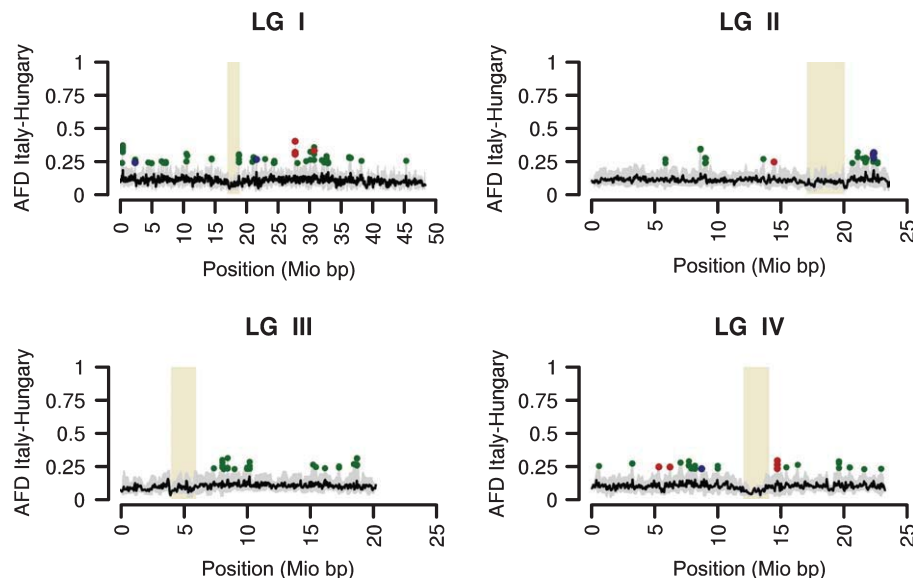 LG I
AFD Italy-Hungary
1
0.75
0.5
0.25
0
0 5 10 15 20 25 30 35 40 45 50
Position (Mio bp)
LG II
AFD Italy-Hungary
1
0.75
0.5
0.25
0
0 5 10 15 20 25
Position (Mio bp)
LG III
AFD Italy-Hungary
1
0.75
0.5
0.25
0
0 5 10 15 20 25
Position (Mio bp)
LG IV
AFD Italy-Hungary
1
0.75
0.5
0.25
0
0 5 10 15 20 25
Position (Mio bp)